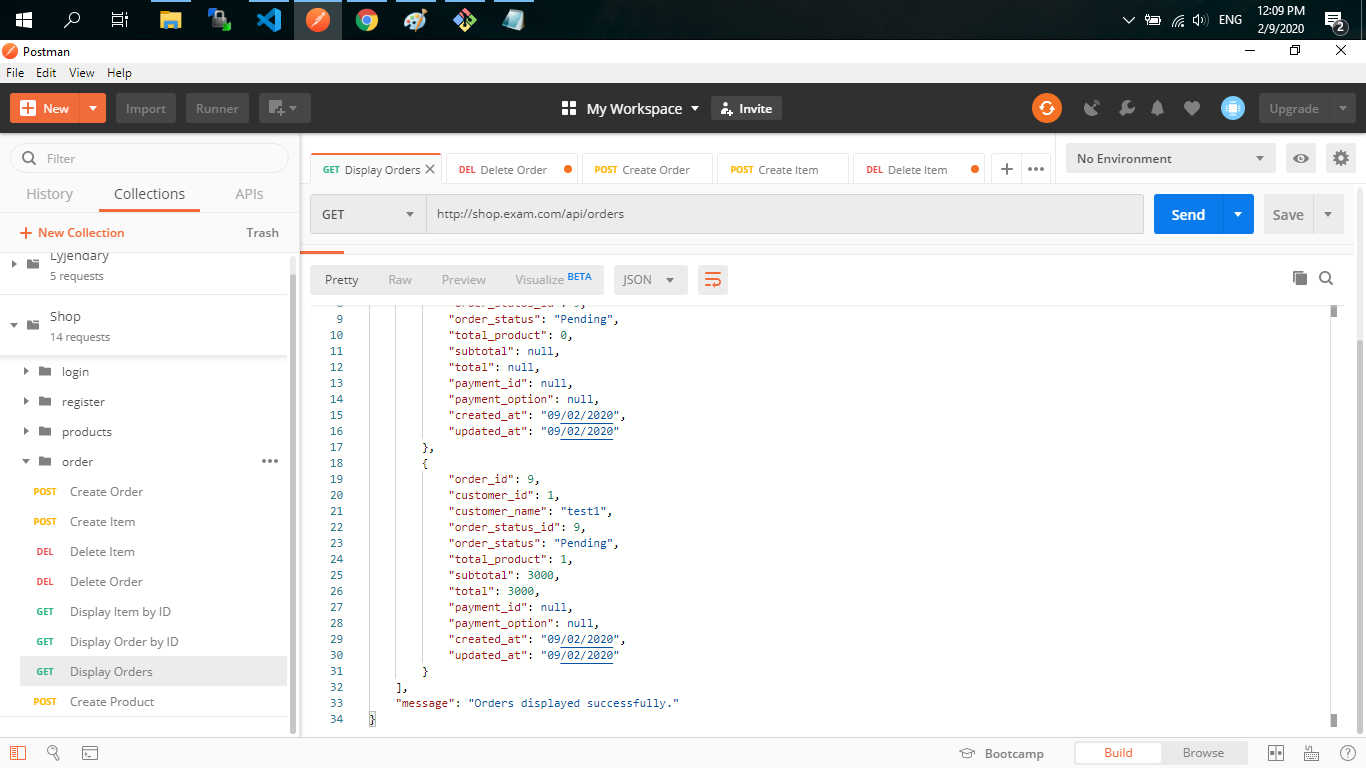 ENG
12:09 PM
2/9/2020
2
Postman
File Edit View Help
New Import Runner My Workspace Invite Upgrade
Filter
History Collections APIs
New Collection Trash
Lyjendary
5 requests
Shop
14 requests
login
register
products
order
POST Create Order
POST Create Item
DEL Delete Item
DEL Delete Order
GET Display Item by ID
GET Display Order by ID
GET Display Orders
POST Create Product
GET Display Orders DEL Delete Order POST Create Order POST Create Item DEL Delete Item
No Environment
GET http://shop.exam.com/api/orders Send Save
Pretty Raw Preview Visualize BETA JSON
8 "order_status_id": 9,
9 "order_status": "Pending",
10 "total_product": 0,
11 "subtotal": null,
12 "total": null,
13 "payment_id": null,
14 "payment_option": null,
15 "created_at": "09/02/2020",
16 "updated_at": "09/02/2020"
17 },
18 {
19 "order_id": 9,
20 "customer_id": 1,
21 "customer_name": "test1",
22 "order_status_id": 9,
23 "order_status": "Pending",
24 "total_product": 1,
25 "subtotal": 3000,
26 "total": 3000,
27 "payment_id": null,
28 "payment_option": null,
29 "created_at": "09/02/2020",
30 "updated_at": "09/02/2020"
31 }
32 ],
33 "message": "Orders displayed successfully."
34 }
Bootcamp Build Browse